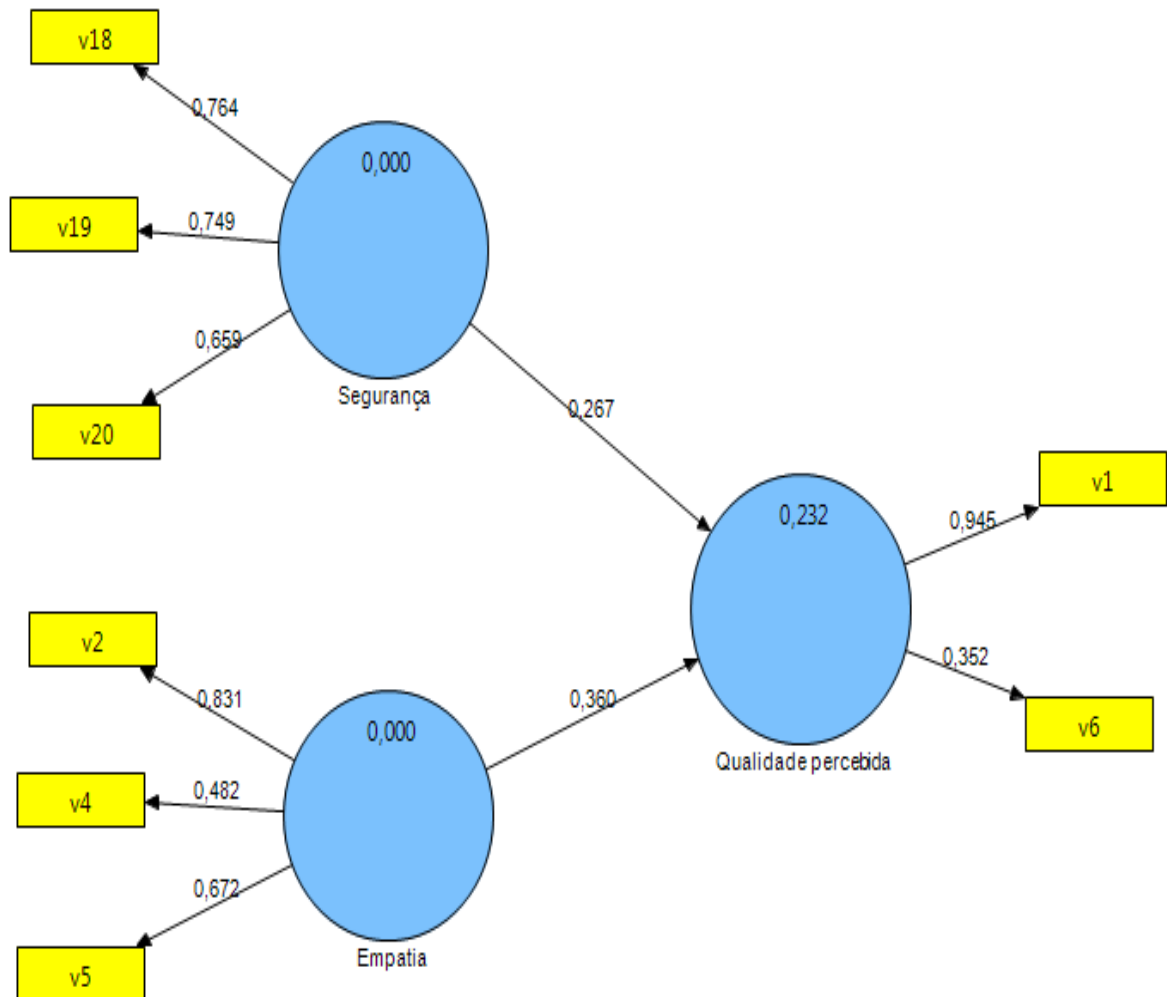 v18
0,764
0,000
v19
0,749
0,659
Segurança
v20
0,267
v1
0,232
0,945
v2
0,831
0,000
0,360
0,352
v6
Qualidade percebida
v4
0,482
0,672
Empatia
v5